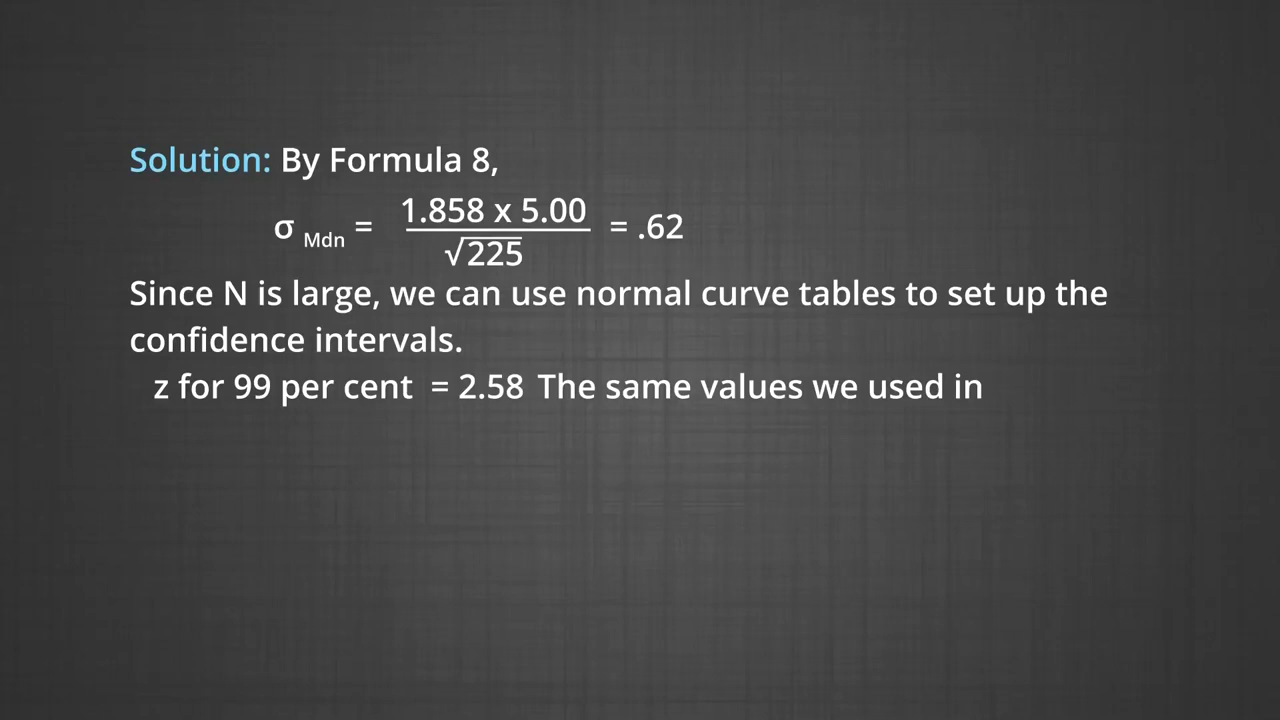 Solution: By Formula 8,
σ Mdn = 1.858 x 5.00 / √225 = .62
Since N is large, we can use normal curve tables to set up the
confidence intervals.
z for 99 per cent = 2.58 The same values we used in